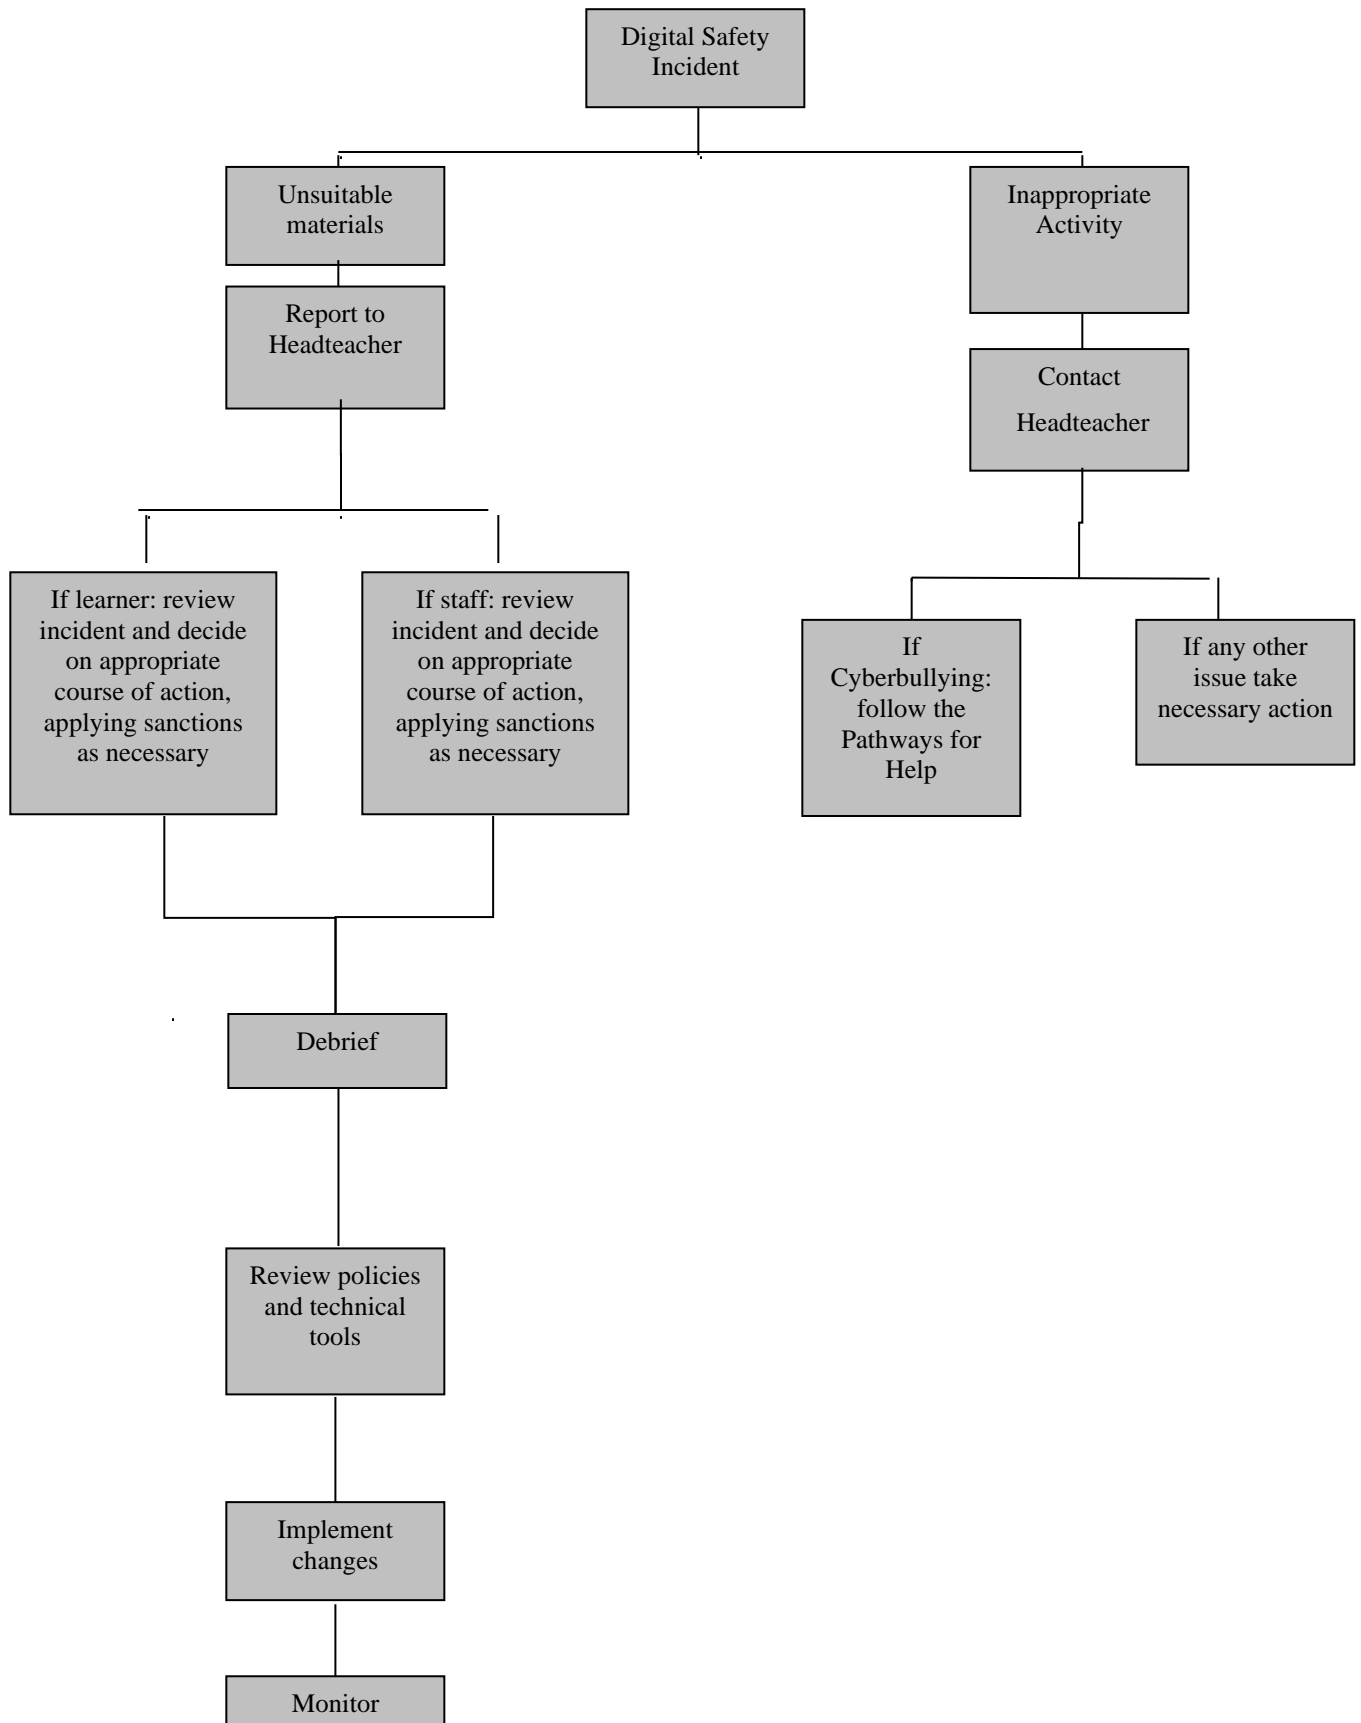 Digital Safety
Incident
Unsuitable
materials
Inappropriate
Activity
Report to
Headteacher
Contact
Headteacher
If learner: review
incident and decide
on appropriate
course of action,
applying sanctions
as necessary
If staff: review
incident and decide
on appropriate
course of action,
applying sanctions
as necessary
If
Cyberbullying:
follow the
Pathways for
Help
If any other
issue take
necessary action
Debrief
Review policies
and technical
tools
Implement
changes
Monitor